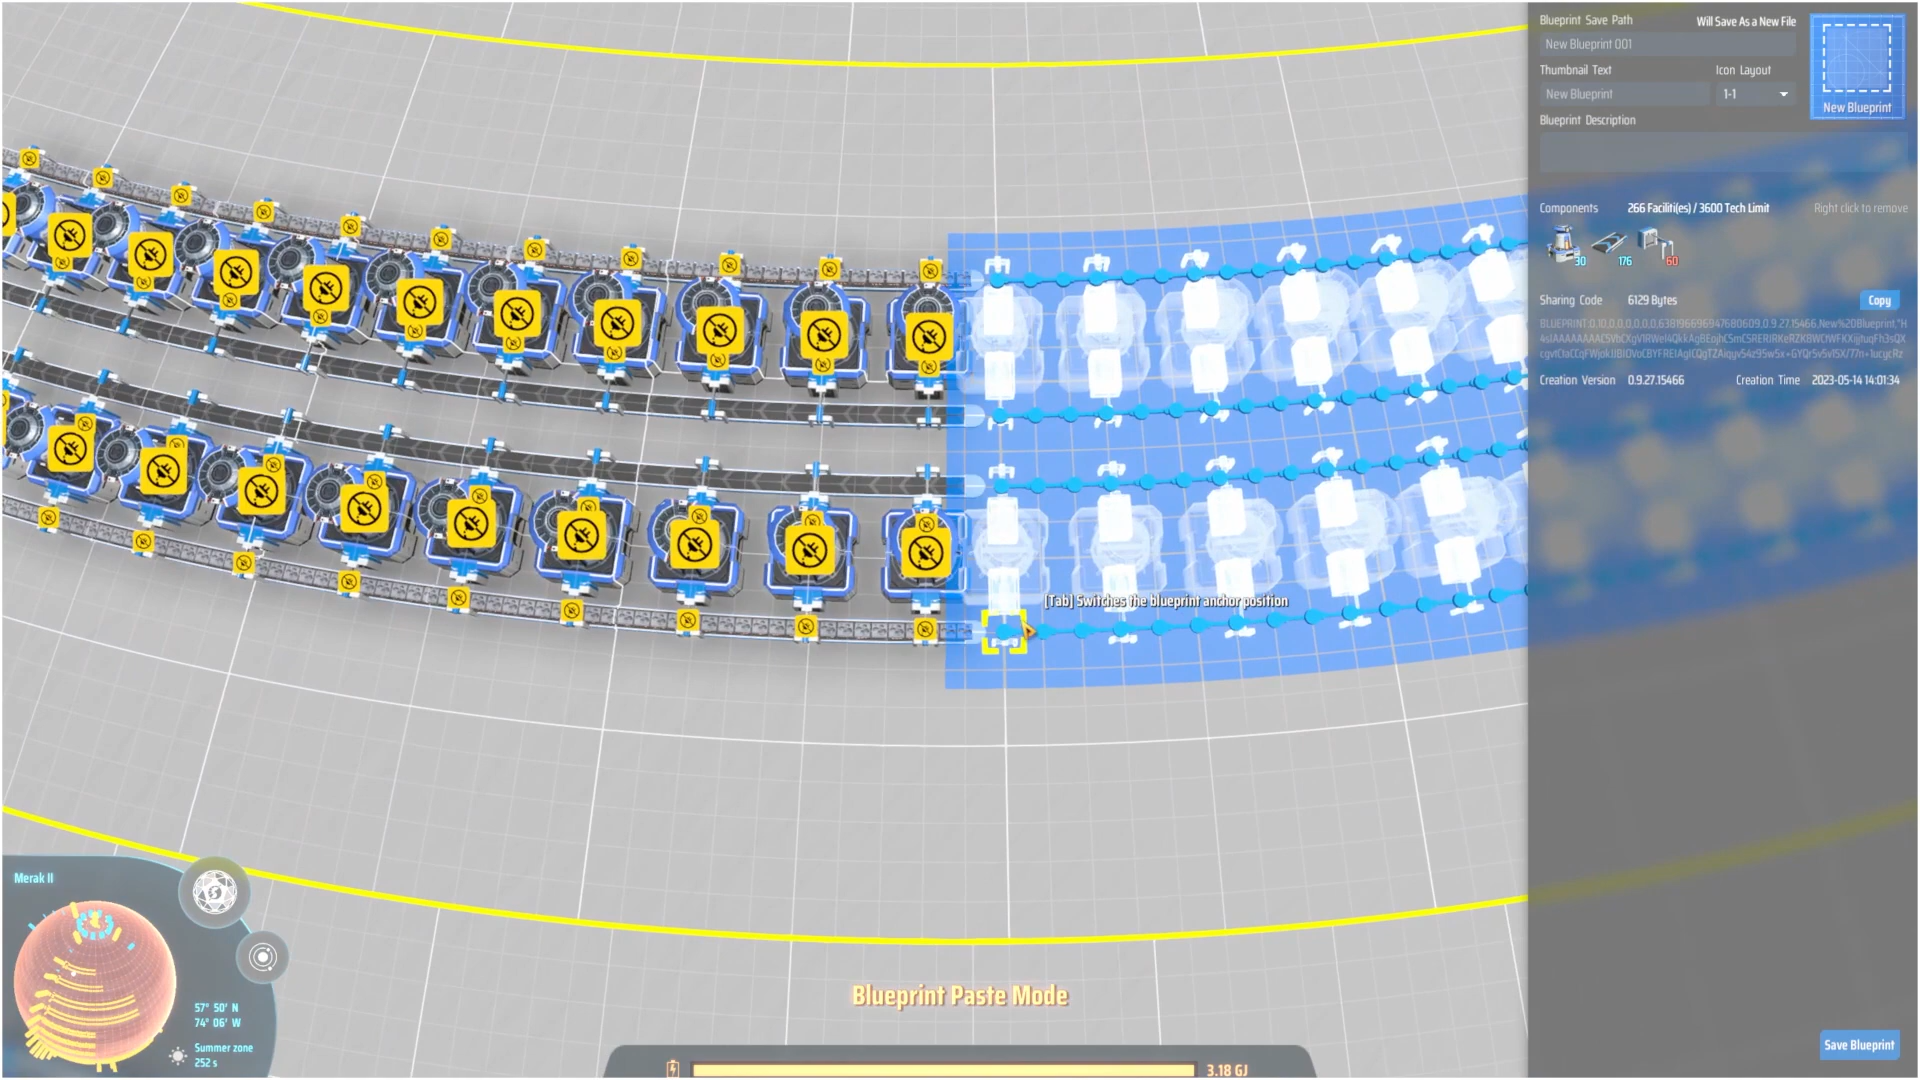 Blueprint Save Path
Will Save As a New File
New Blueprint 001
Thumbnail Text
Icon Layout
New Blueprint
1-1
New Blueprint
Blueprint Description
Components
266 Faciliti(es) / 3600 Tech Limit
Right click to remove
30
176
60
Sharing Code
6129 Bytes
Copy
Creation Version
0.9.27.15466
Creation Time
2023-05-14 14:01:34
[Tab] Switches the blueprint anchor position
Merak II
57° 50' N
74° 06' W
Summer zone
252 s
Blueprint Paste Mode
3.18 GJ
Save Blueprint